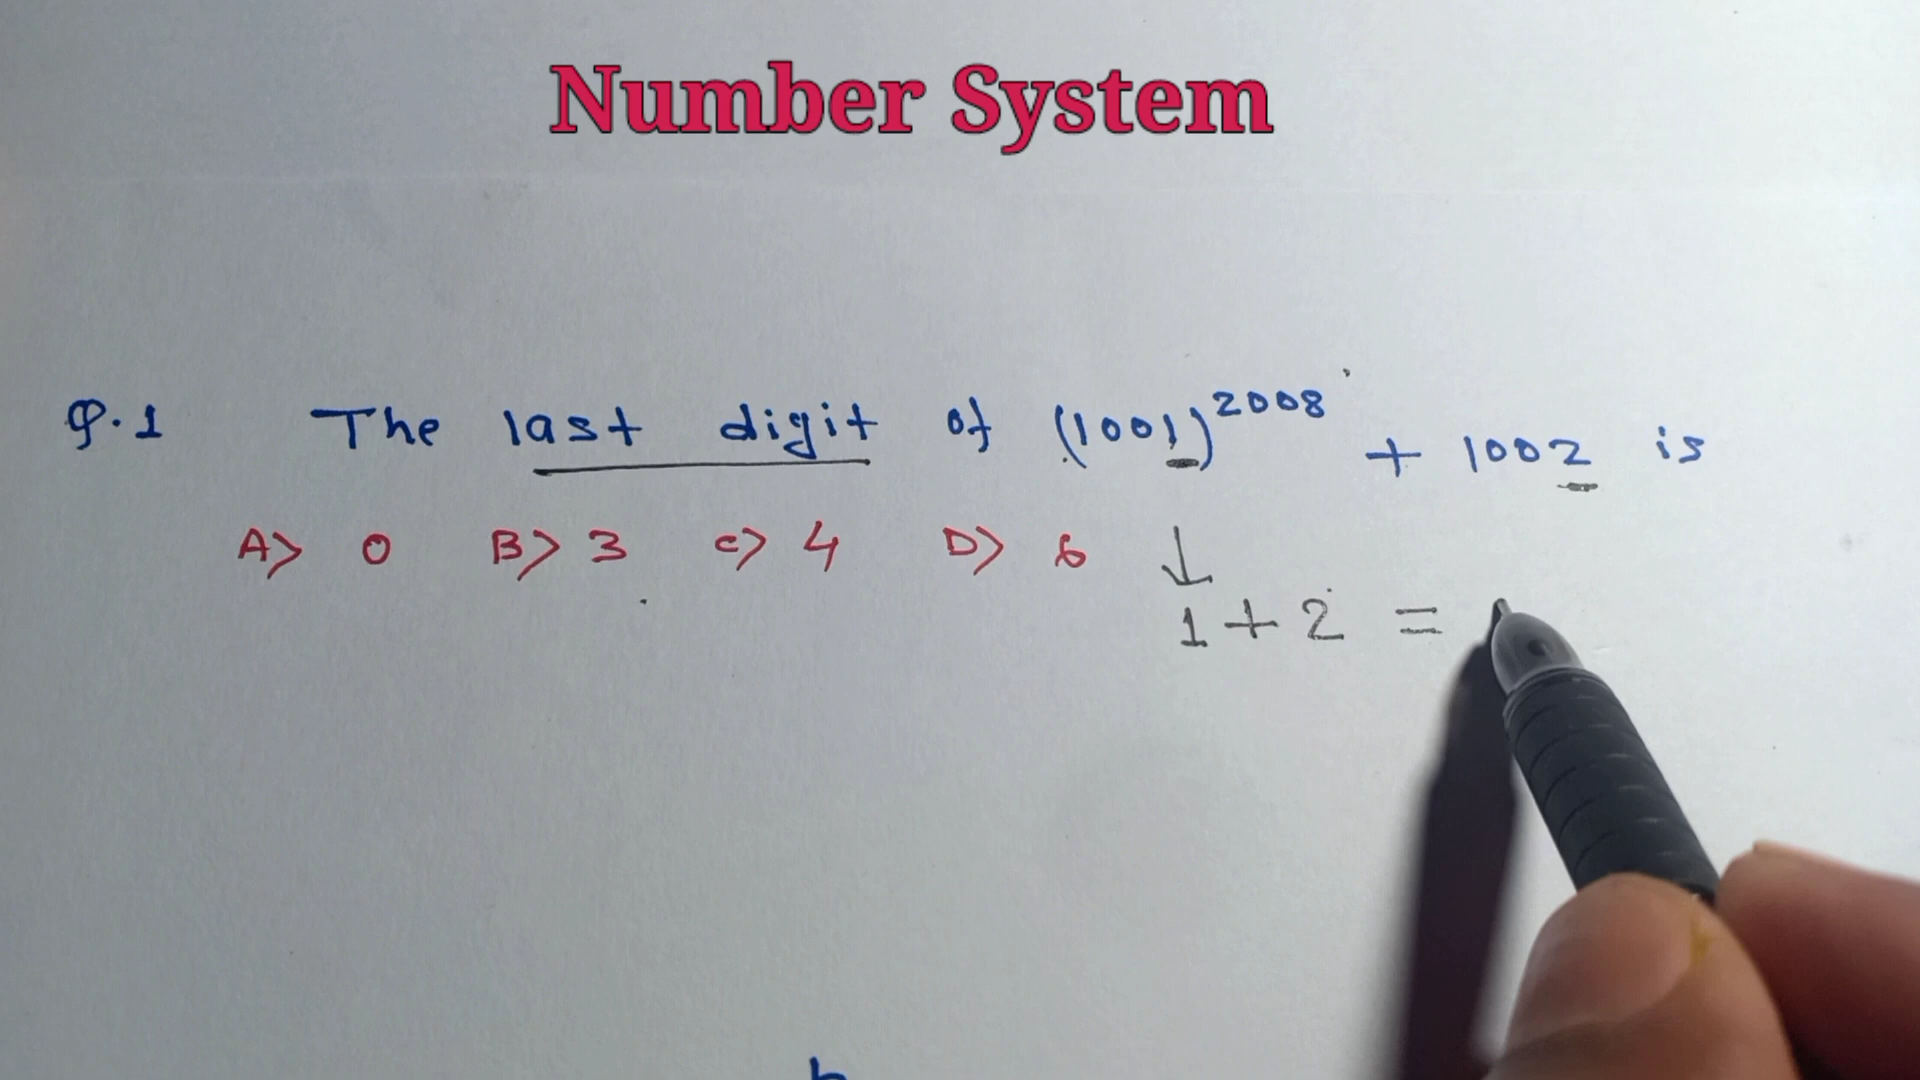 Number System
Q.1 The last digit of (1001)²⁰⁰⁸ + 1002 is
A> 0 B> 3 C> 4 D> 6 ↓
1 + 2 =